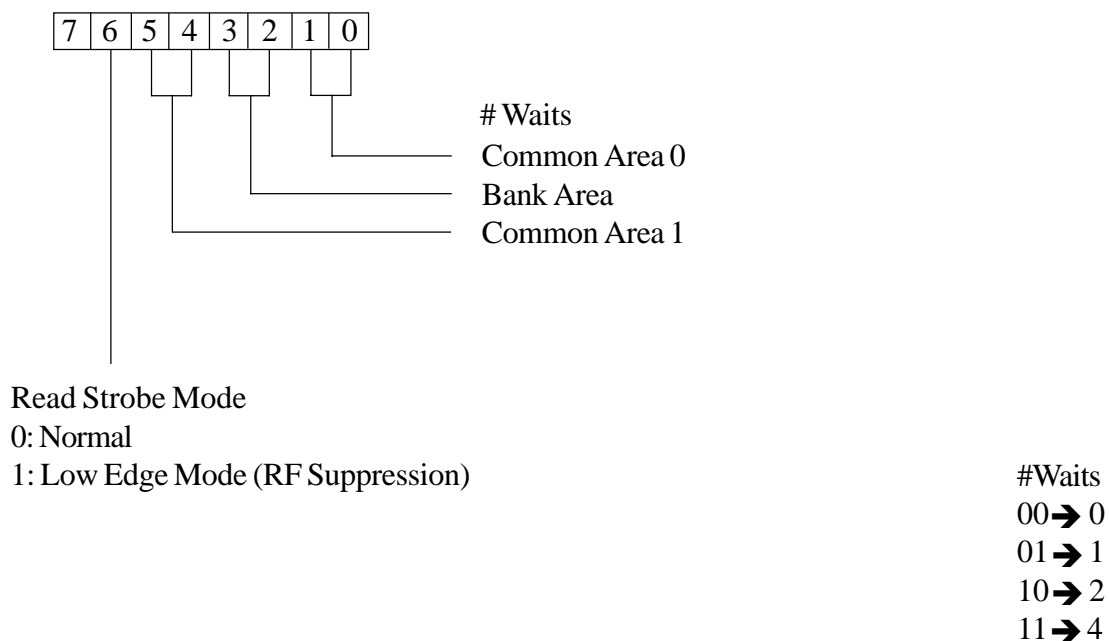 7 6 5 4 3 2 1 0
# Waits
Common Area 0
Bank Area
Common Area 1
Read Strobe Mode
0: Normal
1: Low Edge Mode (RF Suppression)
#Waits
00➔ 0
01➔ 1
10➔ 2
11➔ 4